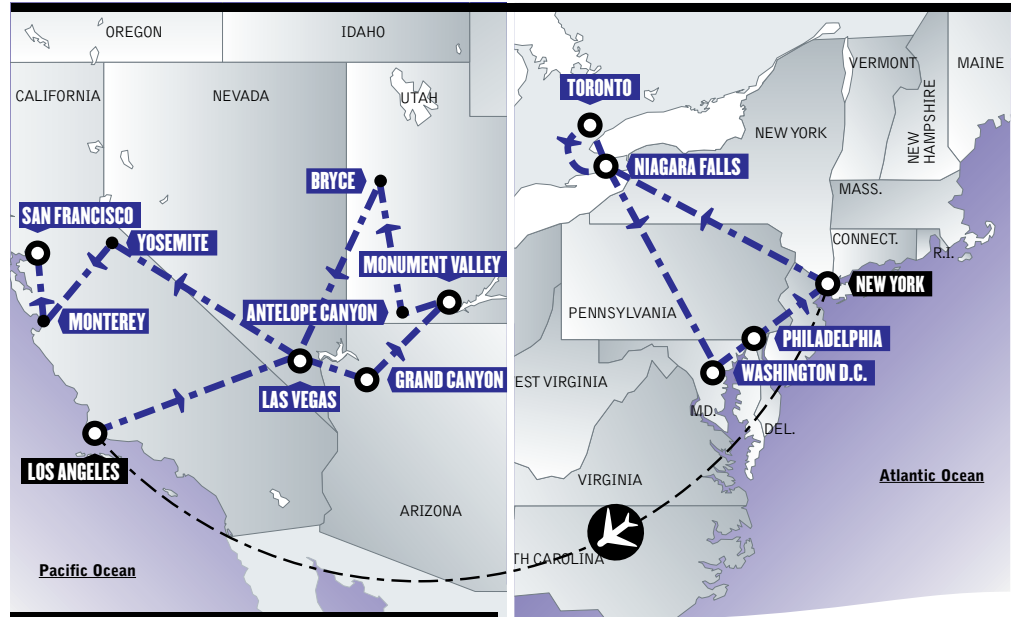 OREGON
IDAHO
CALIFORNIA
NEVADA
UTAH
BRYCE
SAN FRANCISCO
YOSEMITE
MONUMENT VALLEY
ANTELOPE CANYON
MONTEREY
GRAND CANYON
LAS VEGAS
LOS ANGELES
ARIZONA
Pacific Ocean
VERMONT
MAINE
TORONTO
NEW YORK
NEW
HAMPSHIRE
NIAGARA FALLS
MASS.
CONNECT.
R.I.
NEW YORK
PENNSYLVANIA
PHILADELPHIA
WASHINGTON D.C.
EST VIRGINIA
MD.
DEL.
VIRGINIA
Atlantic Ocean
TH CAROLINA